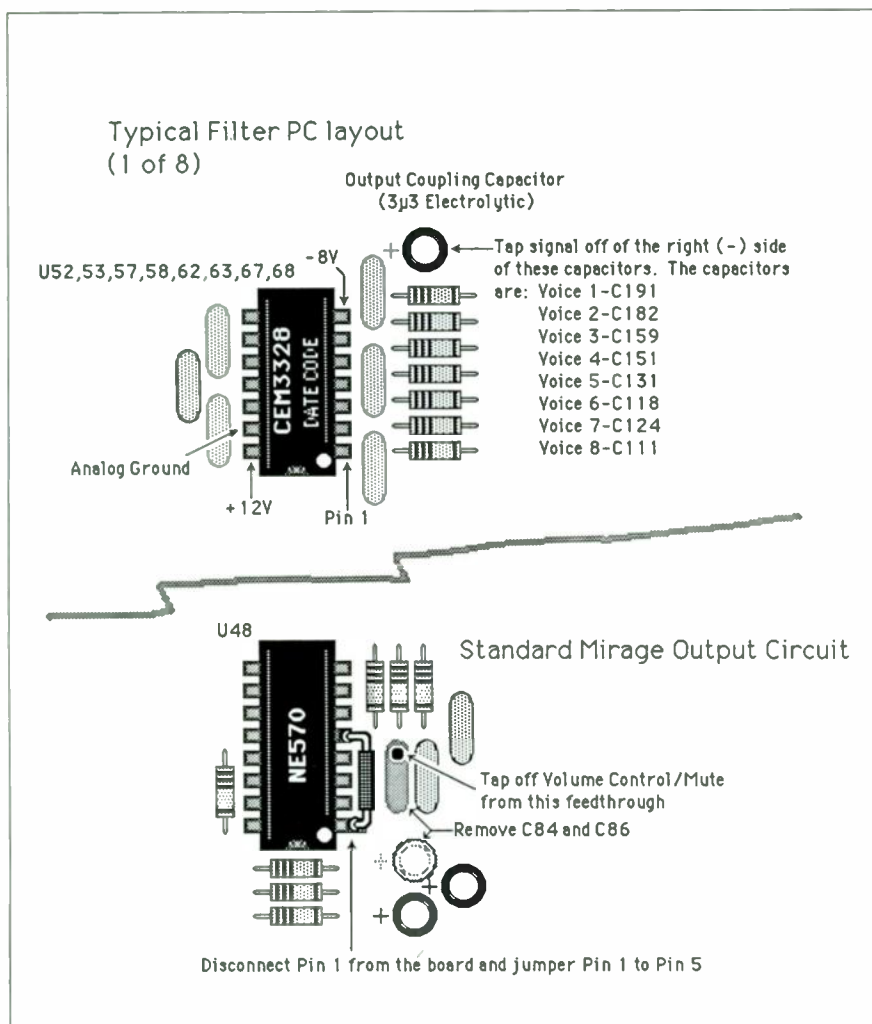 Typical Filter PC layout
(1 of 8)
Output Coupling Capacitor
(3µ3 Electrolytic)
U52,53,57,58,62,63,67,68
-8V
+
Tap signal off of the right (-) side
of these capacitors. The capacitors
are: Voice 1-C191
Voice 2-C182
Voice 3-C159
Voice 4-C151
Voice 5-C131
Voice 6-C118
Voice 7-C124
Voice 8-C111
CEM3328
DATE CODE
Analog Ground
+12V
Pin 1
U48
Standard Mirage Output Circuit
NE570
Tap off Volume Control/Mute
from this feedthrough
Remove C84 and C86
+
+
+
Disconnect Pin 1 from the board and jumper Pin 1 to Pin 5